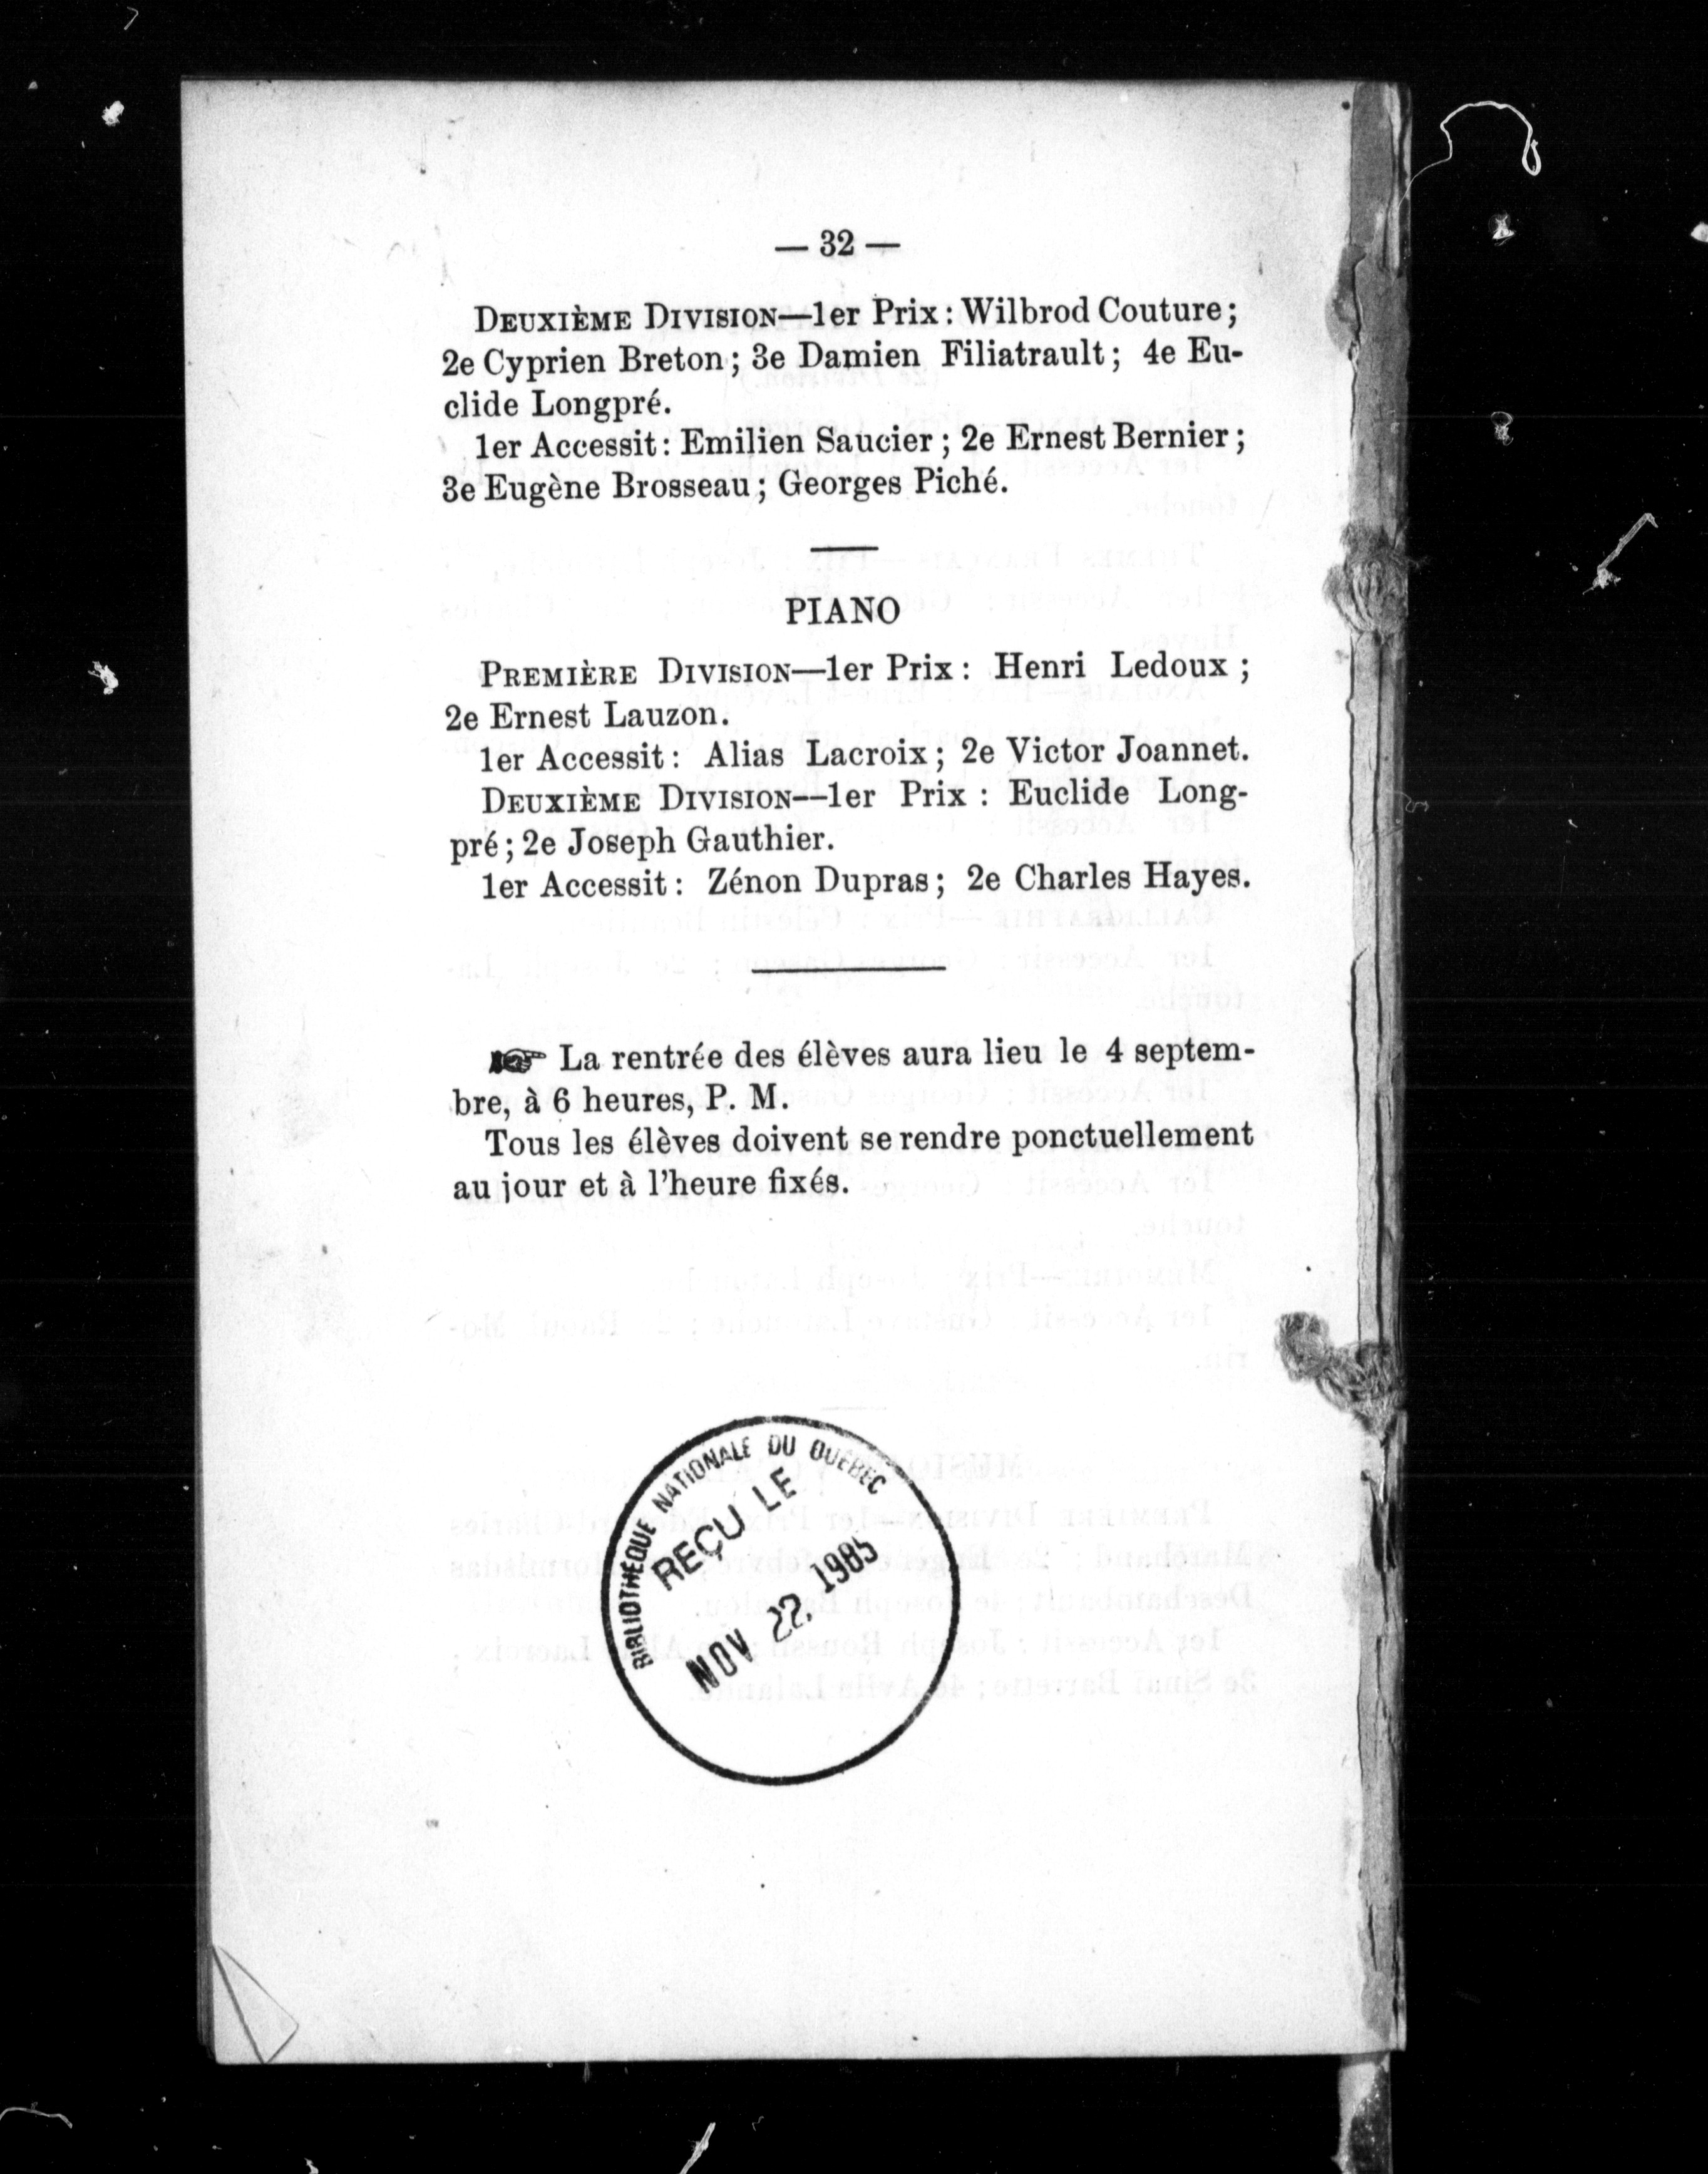 — 32 —
DEUXIÈME DIVISION—1er Prix : Wilbrod Couture ;
2e Cyprien Breton ; 3e Damien Filiatrault ; 4e Eu-
clide Longpré.
1er Accessit : Emilien Saucier ; 2e Ernest Bernier ;
3e Eugène Brosseau ; Georges Piché.
PIANO
PREMIÈRE DIVISION—1er Prix : Henri Ledoux ;
2e Ernest Lauzon.
1er Accessit : Alias Lacroix ; 2e Victor Joannet.
DEUXIÈME DIVISION—1er Prix : Euclide Long-
pré ; 2e Joseph Gauthier.
1er Accessit : Zénon Dupras ; 2e Charles Hayes.
☞ La rentrée des élèves aura lieu le 4 septem-
bre, à 6 heures, P. M.
Tous les élèves doivent se rendre ponctuellement
au jour et à l'heure fixés.
BIBLIOTHÈQUE NATIONALE DU QUÉBEC
REÇU LE
NOV 22. 1985